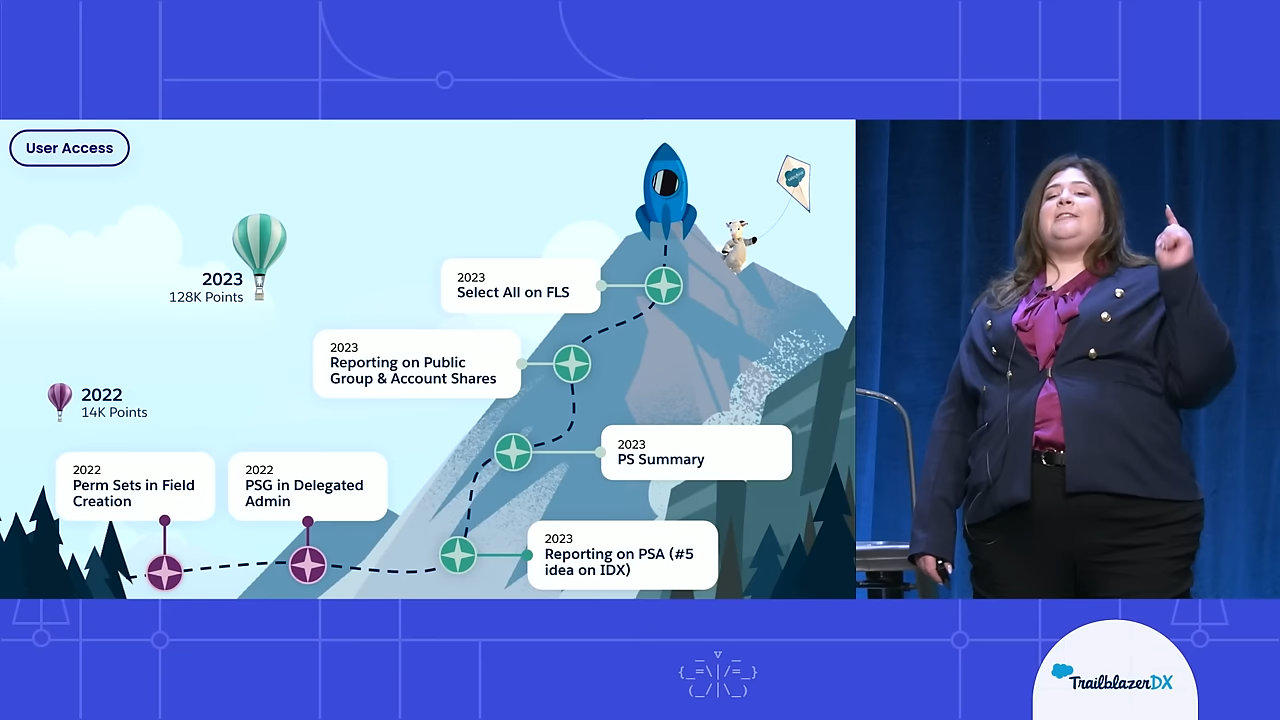 User Access
2023
128K Points
2022
14K Points
2022
Perm Sets in Field
Creation
2022
PSG in Delegated
Admin
2023
Select All on FLS
2023
Reporting on Public
Group & Account Shares
2023
PS Summary
2023
Reporting on PSA (#5
idea on IDX)
TrailblazerDX